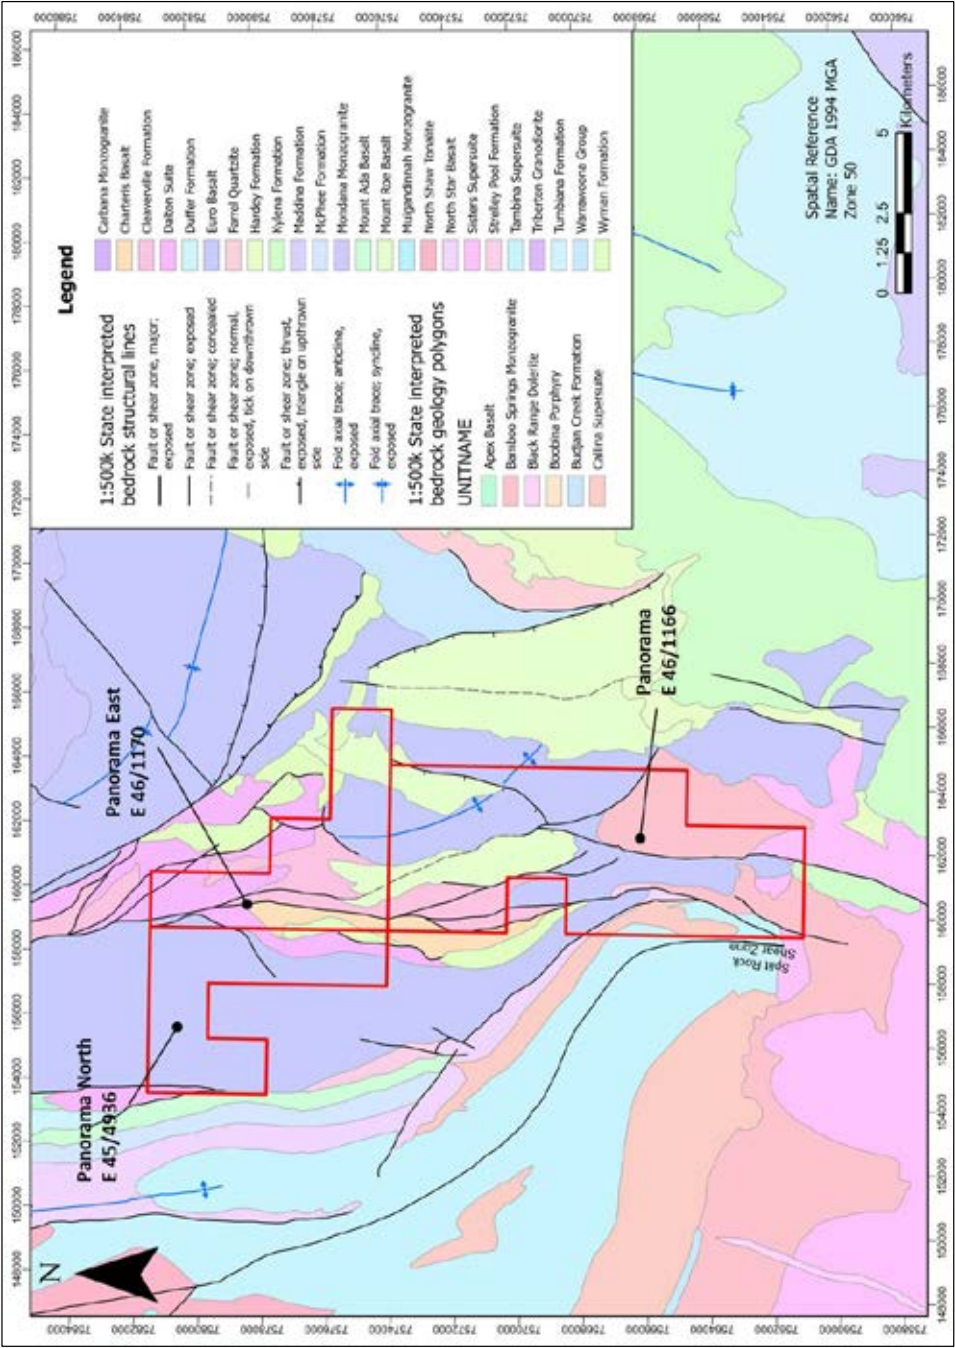 N
Panorama North
E 45/4936
Panorama East
E 46/1170
Panorama
E 46/1166
Split Rock
Shear Zone
Legend
1:500k State interpreted
bedrock structural lines
Fault or shear zone, major;
exposed
Fault or shear zone; exposed
Fault or shear zone; concealed
Fault or shear zone; normal,
exposed, tick on downthrown
side
Fault or shear zone; thrust,
exposed, triangle on upthrown
side
Fold axial trace; anticline,
exposed
Fold axial trace; syncline,
exposed
1:500k State interpreted
bedrock geology polygons
UNITNAME
Apex Basalt
Bamboo Springs Monzogranite
Black Range Dolerite
Boobina Porphyry
Budjan Creek Formation
Callina Supersuite
Carbana Monzogranite
Charteris Basalt
Cleaverville Formation
Dalton Suite
Duffer Formation
Euro Basalt
Farrel Quartzite
Hardey Formation
Kylena Formation
Maddina Formation
McPhee Formation
Mondana Monzogranite
Mount Ada Basalt
Mount Roe Basalt
Mulgandinnah Monzogranite
North Shaw Tonalite
North Star Basalt
Sisters Supersuite
Strelley Pool Formation
Tambina Supersuite
Triberton Granodiorite
Tumbiana Formation
Warrawoona Group
Wyman Formation
Spatial Reference
Name: GDA 1994 MGA
Zone 50
0 1.25 2.5 5
Kilometers